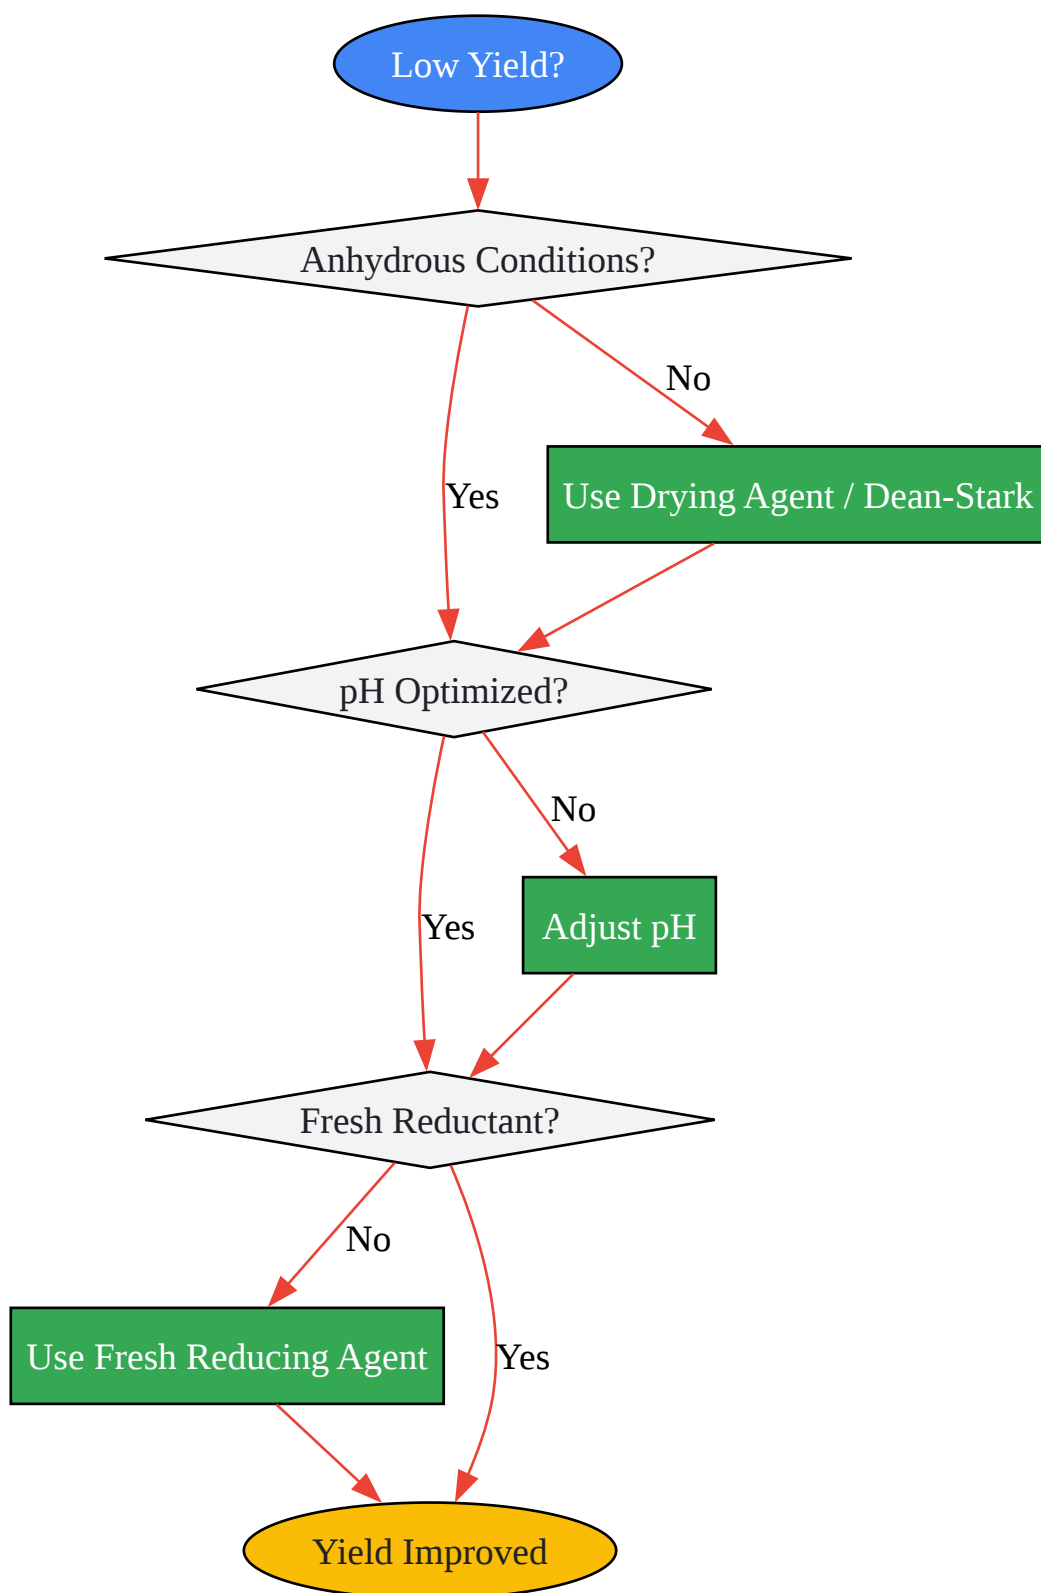 Low Yield?
Anhydrous Conditions?
No
Yes
Use Drying Agent / Dean-Stark
pH Optimized?
No
Yes
Adjust pH
Fresh Reductant?
No
Use Fresh Reducing Agent
Yes
Yield Improved